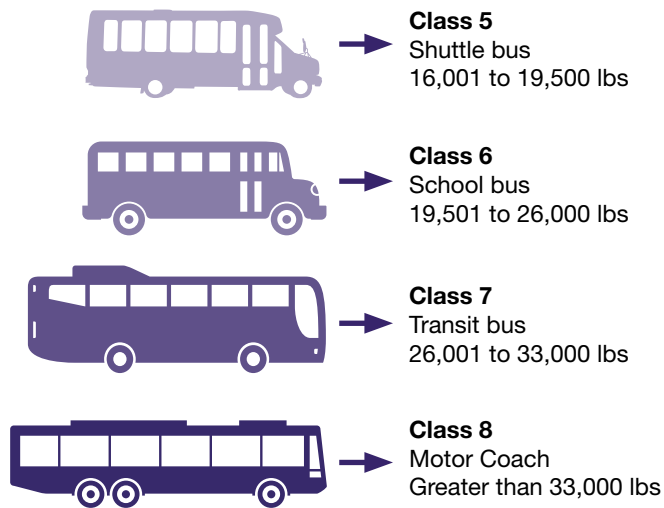 Class 5
Shuttle bus
16,001 to 19,500 lbs
Class 6
School bus
19,501 to 26,000 lbs
Class 7
Transit bus
26,001 to 33,000 lbs
Class 8
Motor Coach
Greater than 33,000 lbs